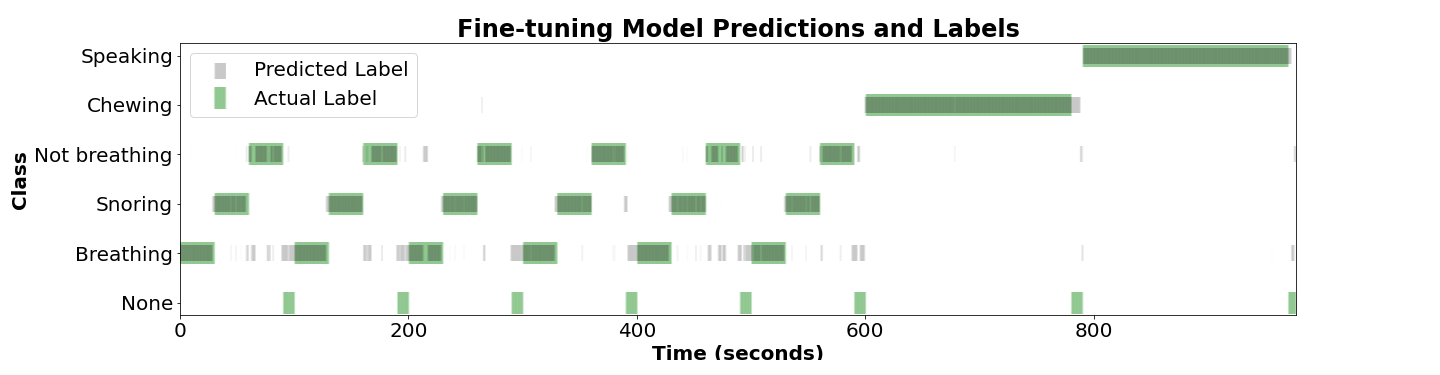 Fine-tuning Model Predictions and Labels
Predicted Label
Actual Label
Class
Speaking
Chewing
Not breathing
Snoring
Breathing
None
0 200 400 600 800
Time (seconds)